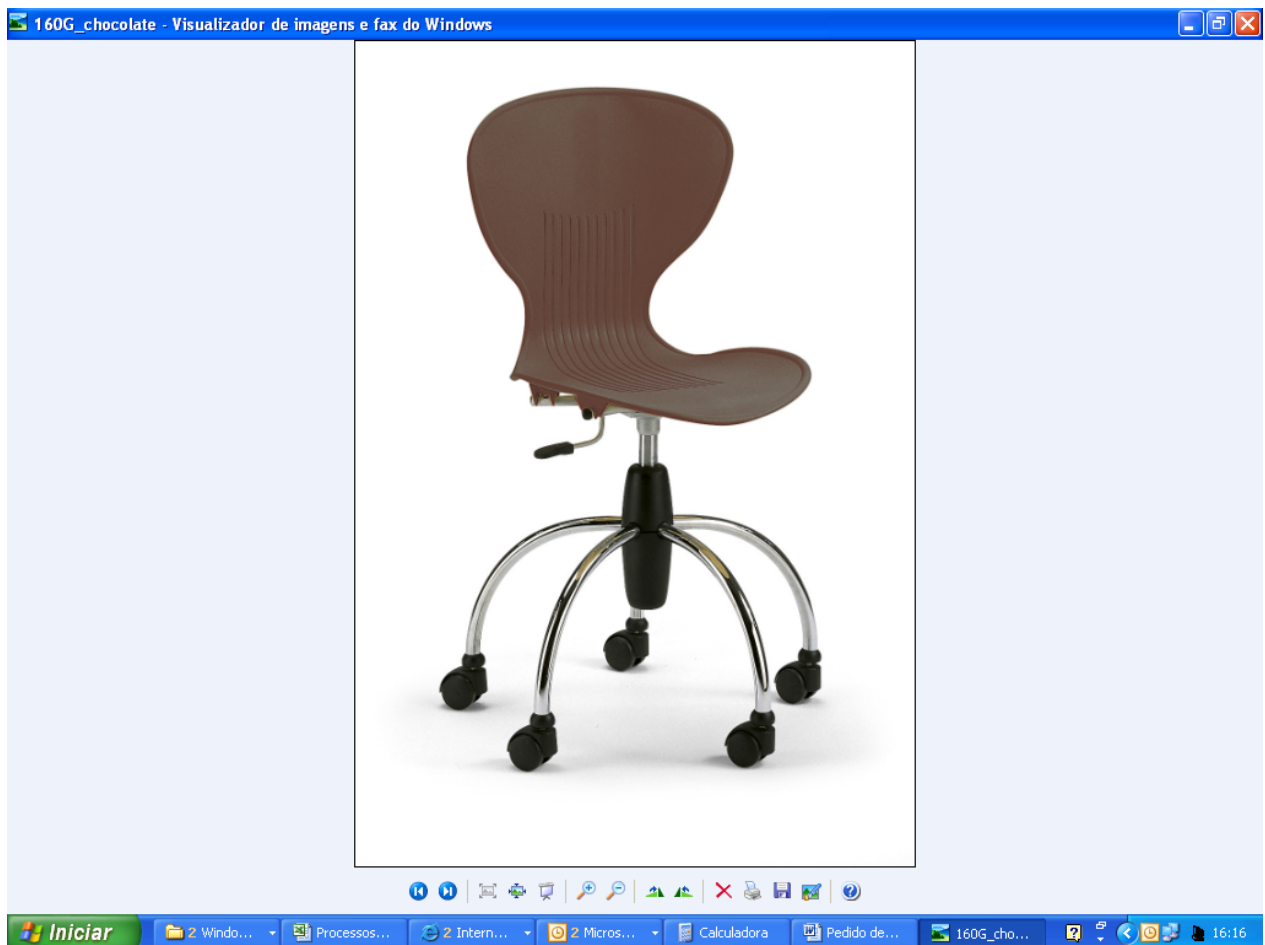 160G_chocolate - Visualizador de imagens e fax do Windows
Iniciar
2 Windo...
Processos...
2 Intern...
2 Micros...
Calculadora
Pedido de...
160G_cho...
16:16